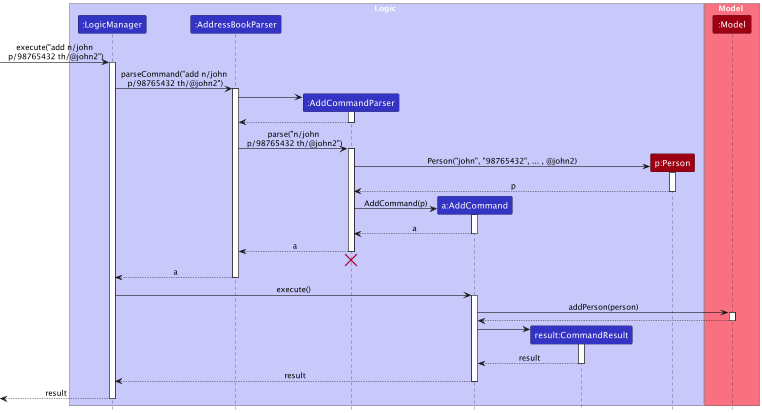 Logic
Model
:LogicManager
:AddressBookParser
:Model
execute("add n/john
p/98765432 th/@john2")
parseCommand("add n/john
p/98765432 th/@john2")
:AddCommandParser
parse("n/john
p/98765432 th/@john2")
Person("john", "98765432", ... , @john2)
p:Person
p
AddCommand(p)
a:AddCommand
a
a
a
execute()
addPerson(person)
result:CommandResult
result
result
result